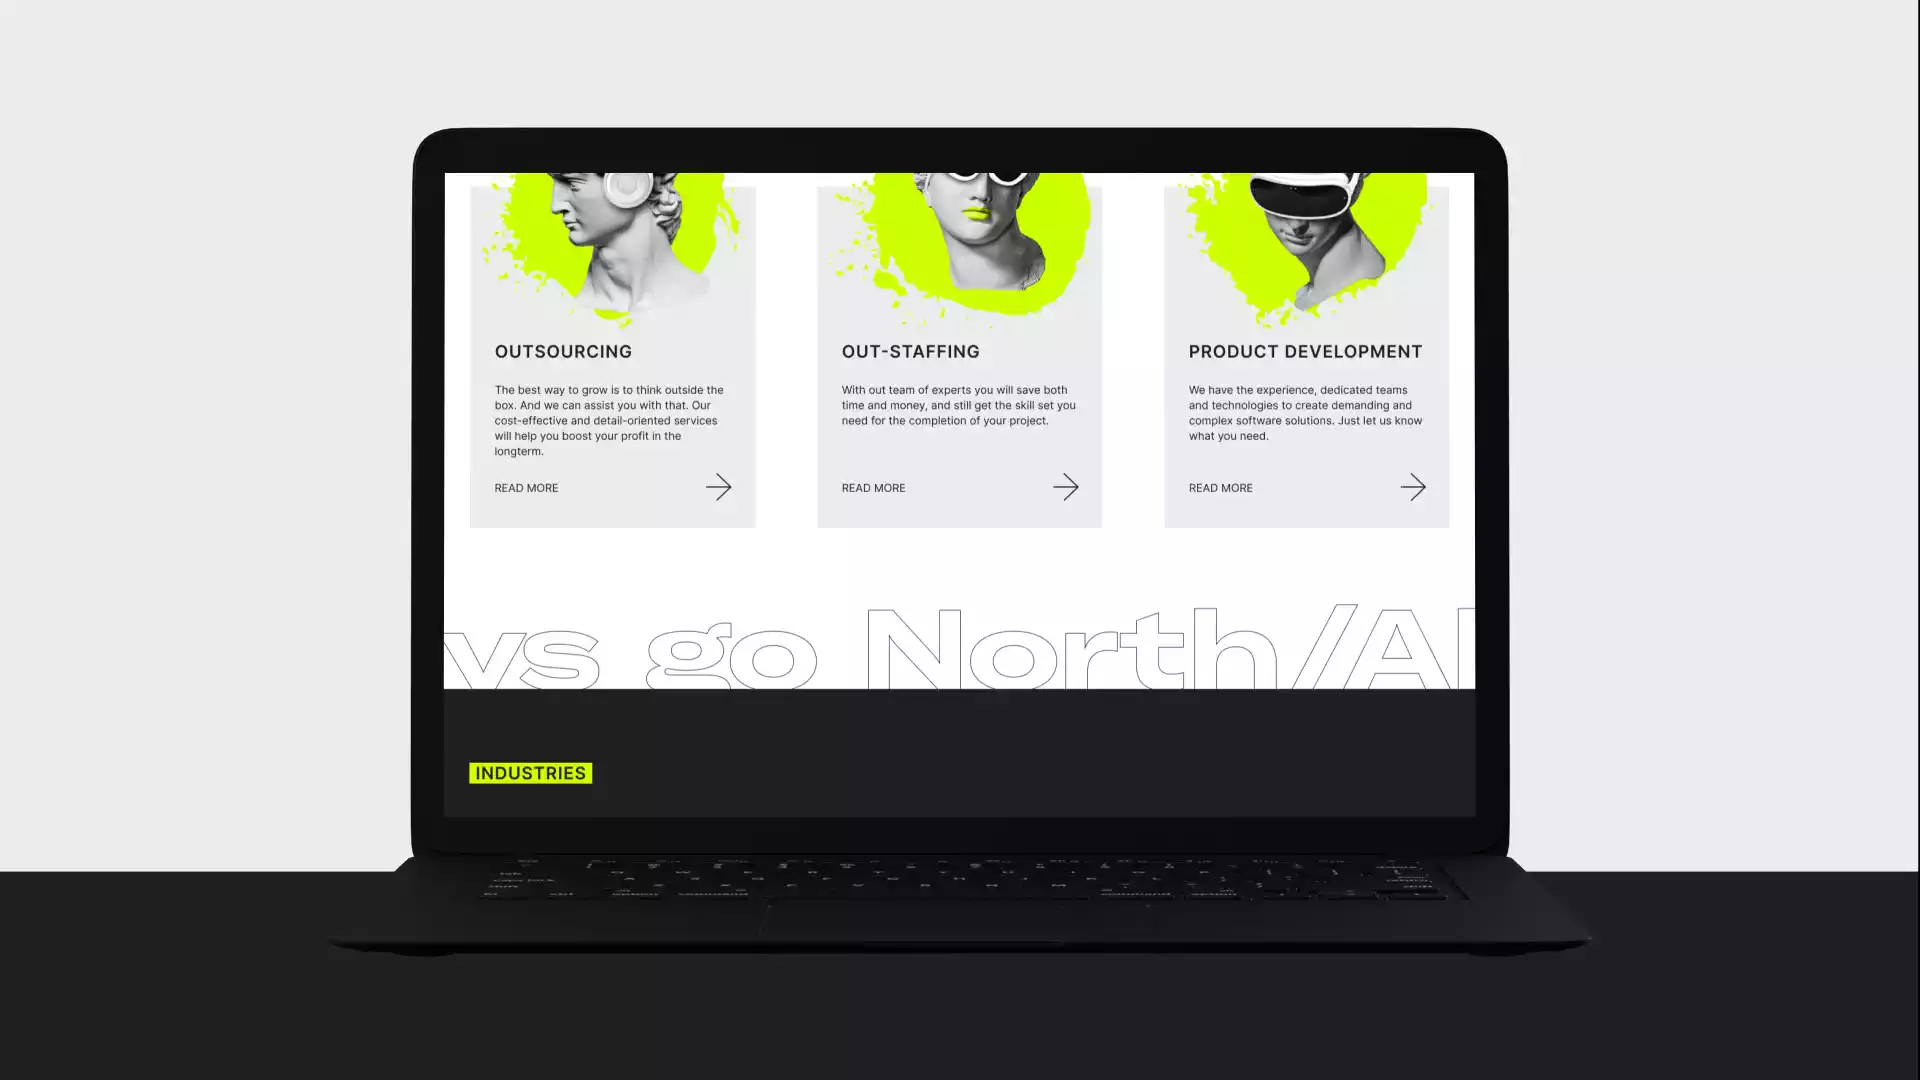 OUTSOURCING
The best way to grow is to think outside the
box. And we can assist you with that. Our
cost-effective and detail-oriented services
will help you boost your profit in the
longterm.
READ MORE
OUT-STAFFING
With out team of experts you will save both
time and money, and still get the skill set you
need for the completion of your project.
READ MORE
PRODUCT DEVELOPMENT
We have the experience, dedicated teams
and technologies to create demanding and
complex software solutions. Just let us know
what you need.
READ MORE
ys go North/Al
INDUSTRIES